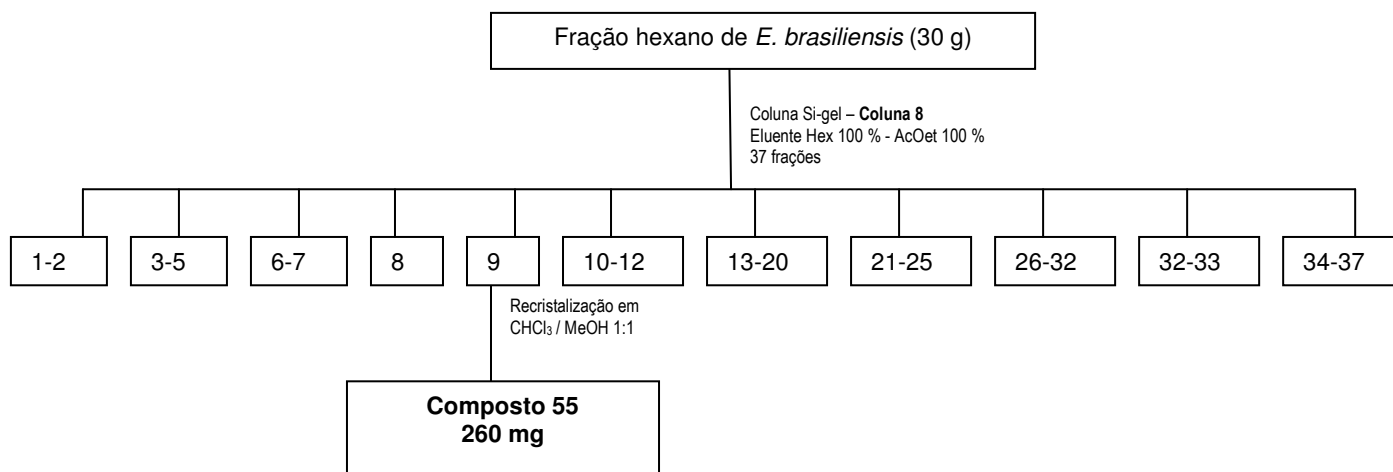 Fração hexano de E. brasiliensis (30 g)
Coluna Si-gel – Coluna 8
Eluente Hex 100 % - AcOet 100 %
37 frações
1-2
3-5
6-7
8
9
10-12
13-20
21-25
26-32
32-33
34-37
Recristalização em
CHCl₃ / MeOH 1:1
Composto 55
260 mg